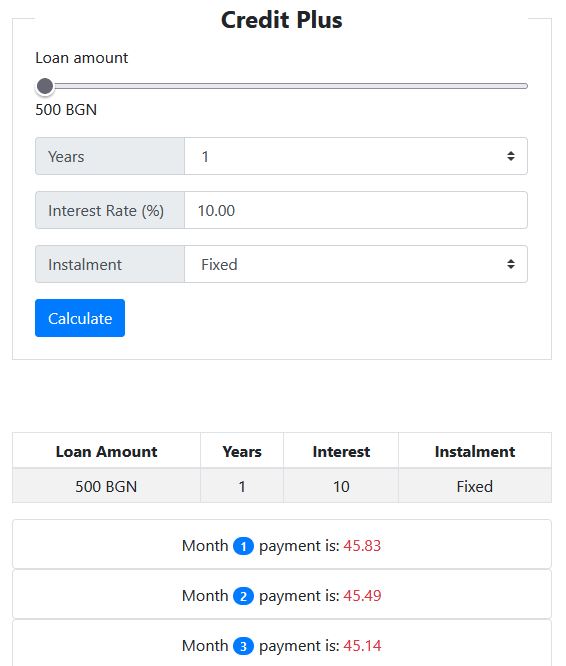 Credit Plus
Loan amount
500 BGN
Years 1
Interest Rate (%) 10.00
Instalment Fixed
Calculate
Loan Amount Years Interest Instalment
500 BGN 1 10 Fixed
Month 1 payment is: 45.83
Month 2 payment is: 45.49
Month 3 payment is: 45.14